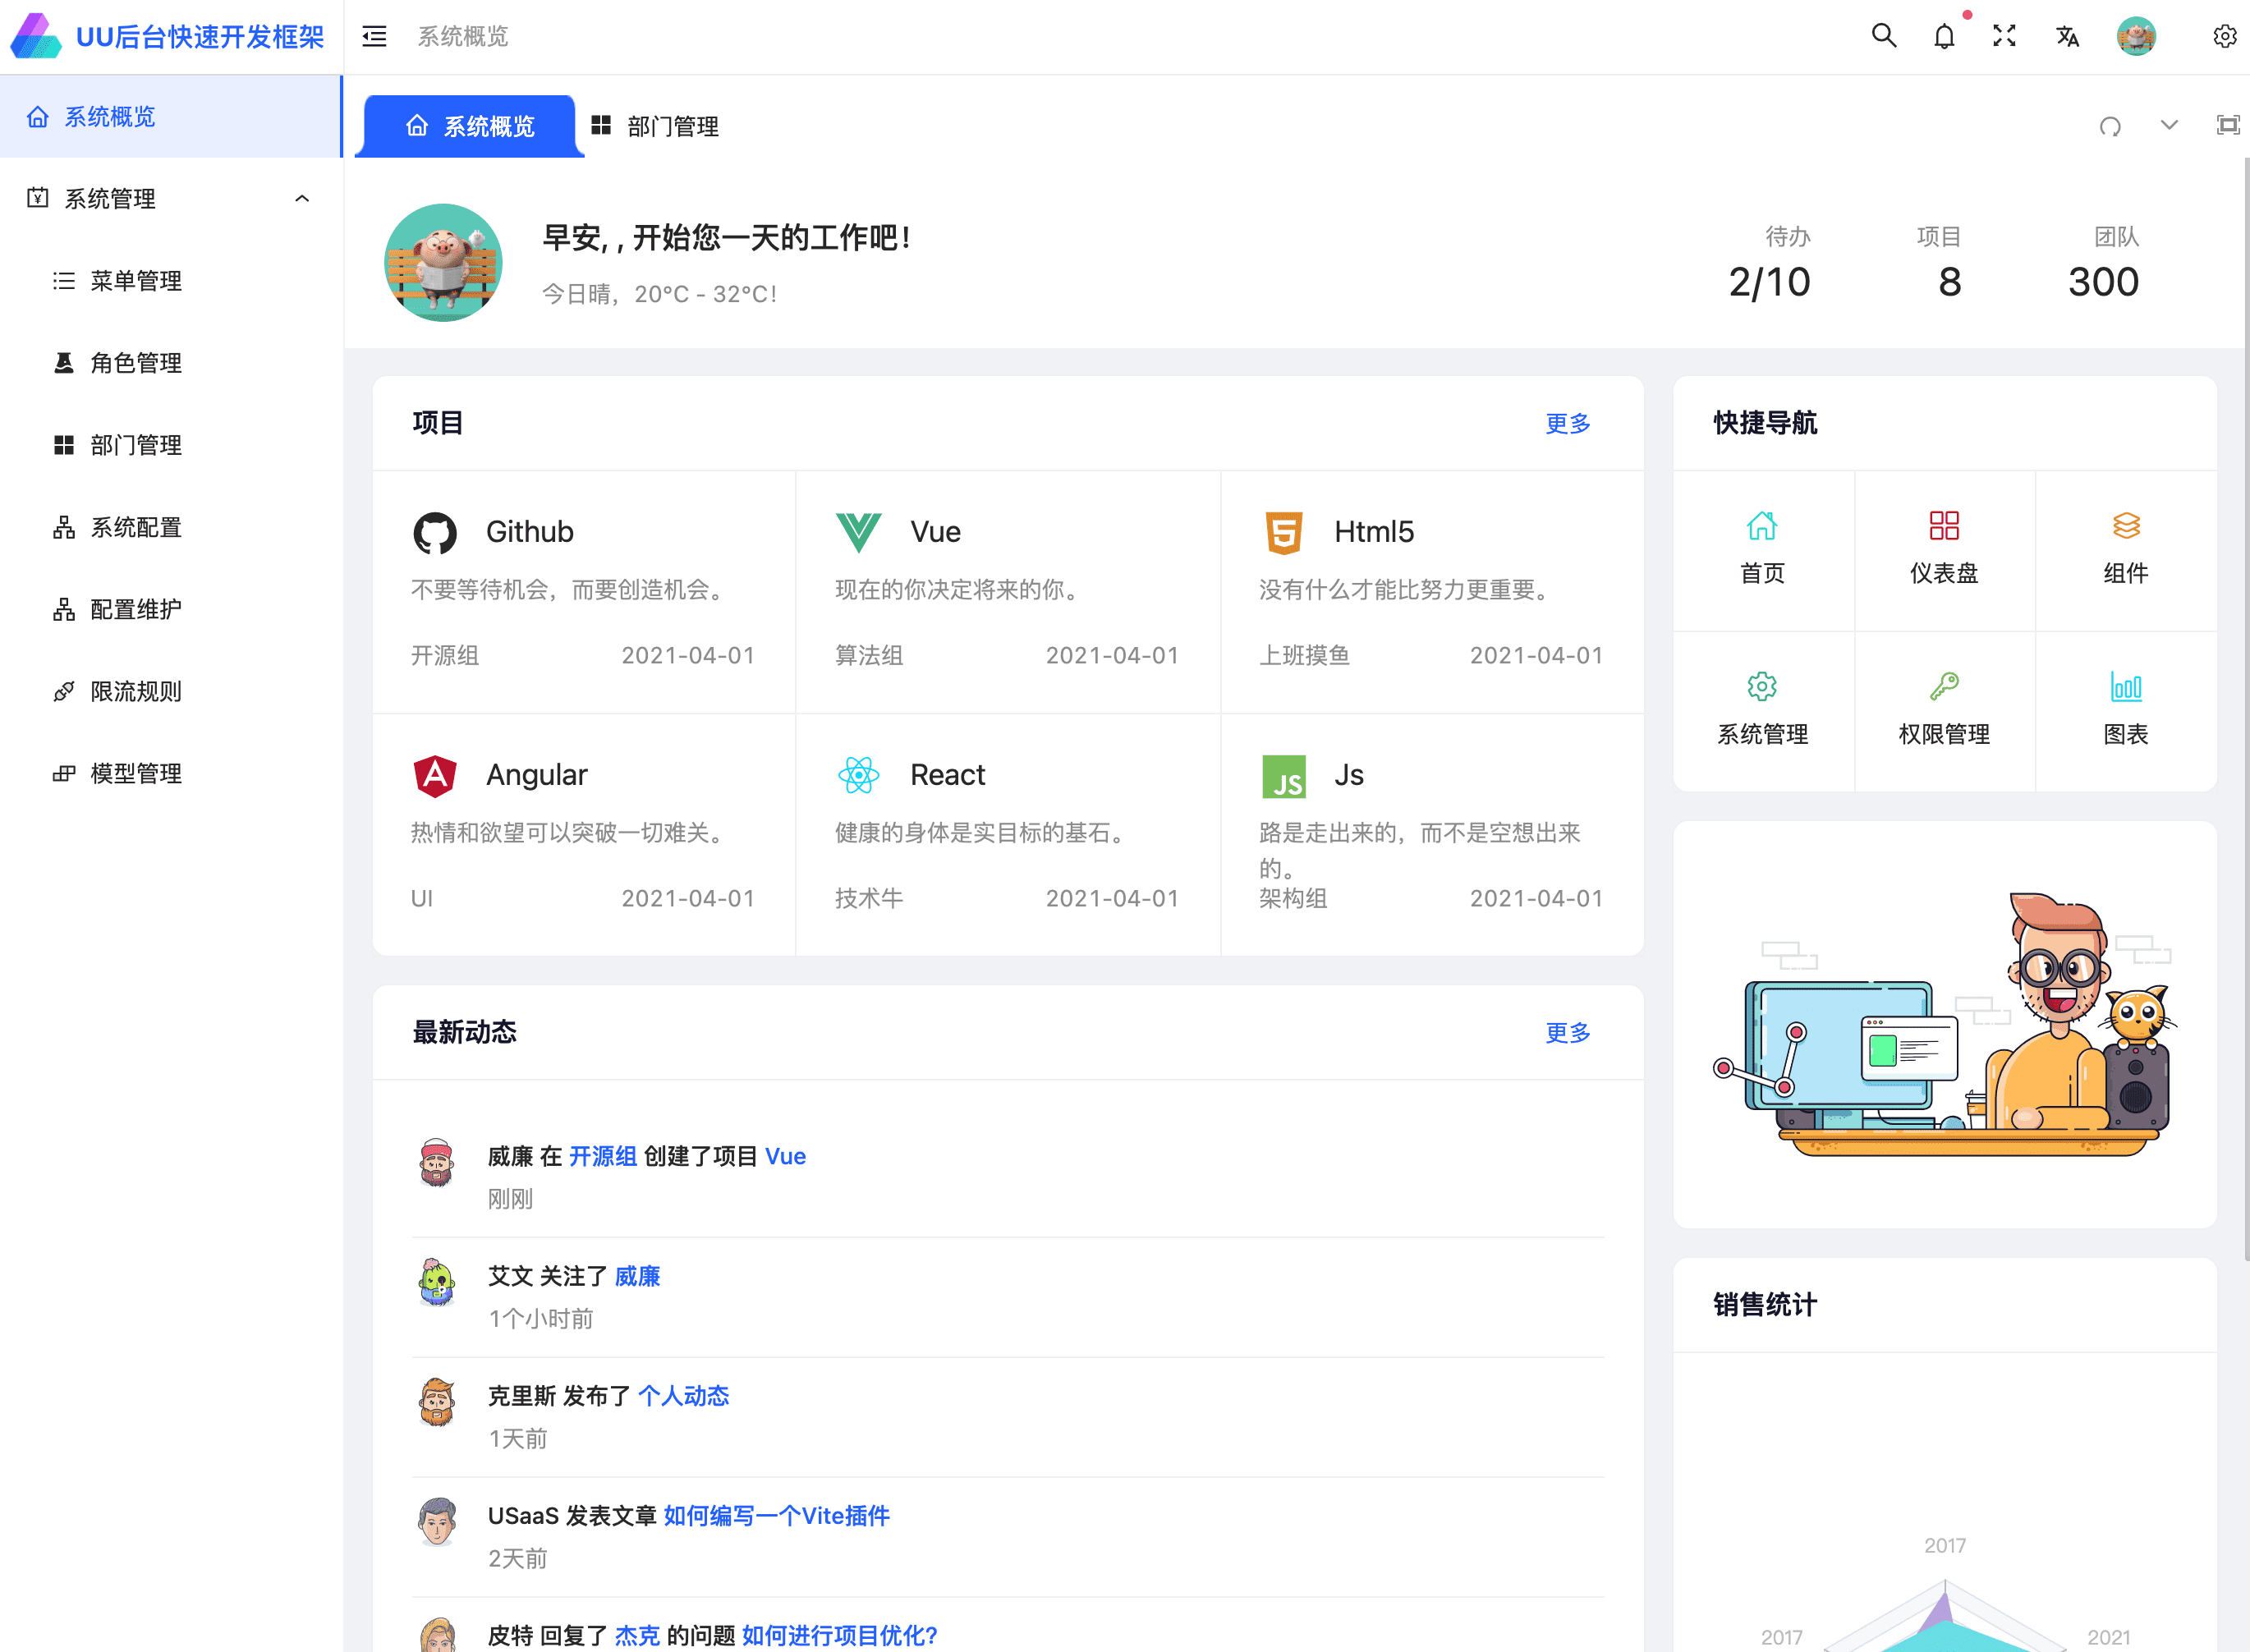 UU后台快速开发框架
系统概览
系统概览
系统管理
菜单管理
角色管理
部门管理
系统配置
配置维护
限流规则
模型管理
系统概览
部门管理
早安, , 开始您一天的工作吧!
今日晴，20℃ - 32℃!
待办
2/10
项目
8
团队
300
项目
更多
Github
不要等待机会，而要创造机会。
开源组
2021-04-01
Vue
现在的你决定将来的你。
算法组
2021-04-01
Html5
没有什么才能比努力更重要。
上班摸鱼
2021-04-01
Angular
热情和欲望可以突破一切难关。
UI
2021-04-01
React
健康的身体是实目标的基石。
技术牛
2021-04-01
JS
Js
路是走出来的，而不是空想出来
的。
架构组
2021-04-01
最新动态
更多
威廉 在 开源组 创建了项目 Vue
刚刚
艾文 关注了 威廉
1个小时前
克里斯 发布了 个人动态
1天前
USaaS 发表文章 如何编写一个Vite插件
2天前
皮特 回复了 杰克 的问题 如何进行项目优化?
快捷导航
首页
仪表盘
组件
系统管理
权限管理
图表
销售统计
2017
2017
2021